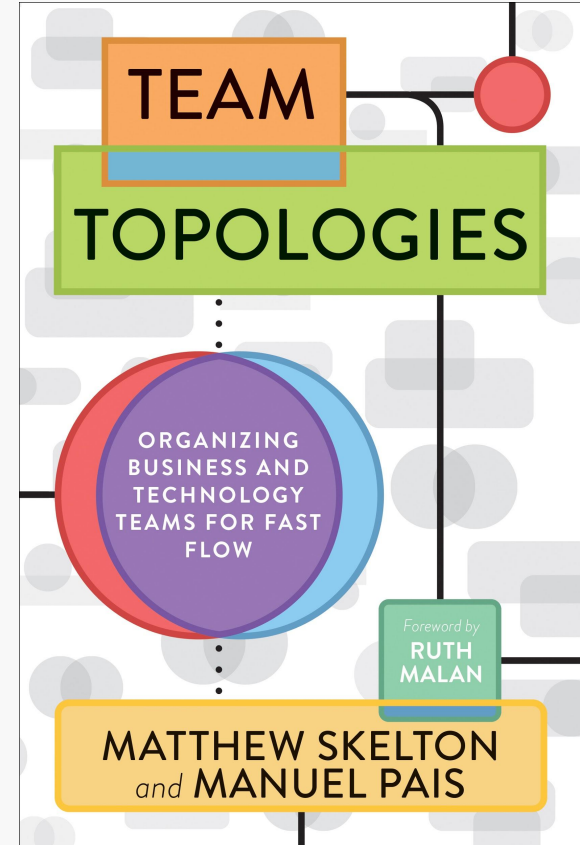 TEAM
TOPOLOGIES
ORGANIZING
BUSINESS AND
TECHNOLOGY
TEAMS FOR FAST
FLOW
Foreword by
RUTH
MALAN
MATTHEW SKELTON
and MANUEL PAIS